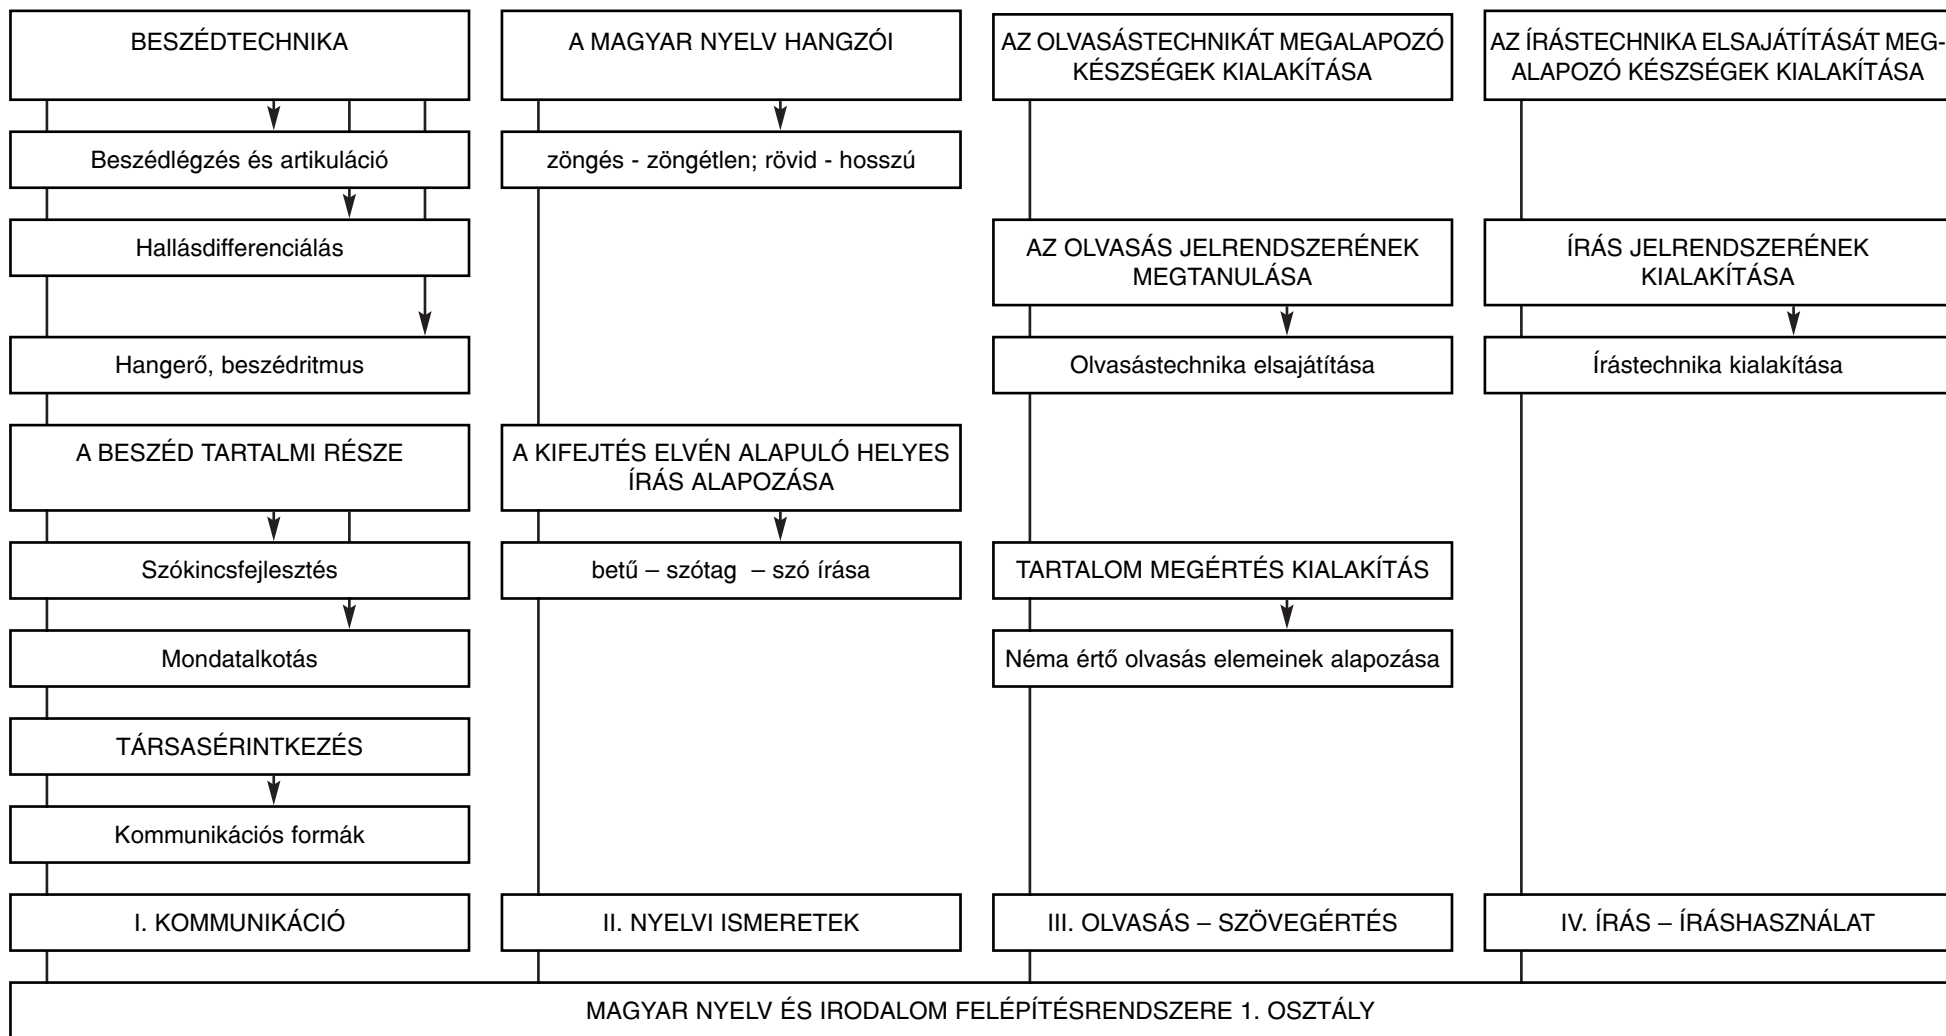 BESZÉDTECHNIKA
Beszédlégzés és artikuláció
Hallásdifferenciálás
Hangerő, beszédritmus
A BESZÉD TARTALMI RÉSZE
Szókincsfejlesztés
Mondatalkotás
TÁRSASÉRINTKEZÉS
Kommunikációs formák
I. KOMMUNIKÁCIÓ
A MAGYAR NYELV HANGZÓI
zöngés - zöngétlen; rövid - hosszú
A KIFEJTÉS ELVÉN ALAPULÓ HELYES
ÍRÁS ALAPOZÁSA
betű – szótag – szó írása
II. NYELVI ISMERETEK
AZ OLVASÁSTECHNIKÁT MEGALAPOZÓ
KÉSZSÉGEK KIALAKÍTÁSA
AZ OLVASÁS JELRENDSZERÉNEK
MEGTANULÁSA
Olvasástechnika elsajátítása
TARTALOM MEGÉRTÉS KIALAKÍTÁS
Néma értő olvasás elemeinek alapozása
III. OLVASÁS – SZÖVEGÉRTÉS
AZ ÍRÁSTECHNIKA ELSAJÁTÍTÁSÁT MEG-
ALAPOZÓ KÉSZSÉGEK KIALAKÍTÁSA
ÍRÁS JELRENDSZERÉNEK
KIALAKÍTÁSA
Írástechnika kialakítása
IV. ÍRÁS – ÍRÁSHASZNÁLAT
MAGYAR NYELV ÉS IRODALOM FELÉPÍTÉSRENDSZERE 1. OSZTÁLY